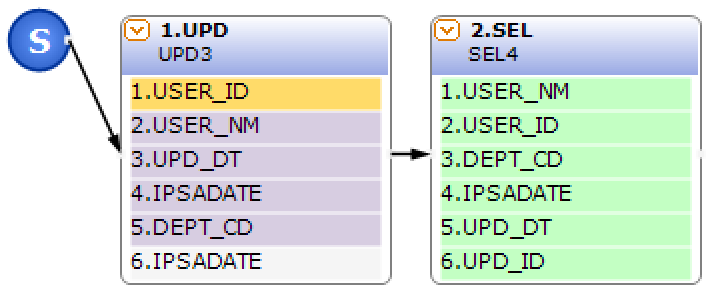 S
1.UPD
UPD3
1.USER_ID
2.USER_NM
3.UPD_DT
4.IPSADATE
5.DEPT_CD
6.IPSADATE
2.SEL
SEL4
1.USER_NM
2.USER_ID
3.DEPT_CD
4.IPSADATE
5.UPD_DT
6.UPD_ID